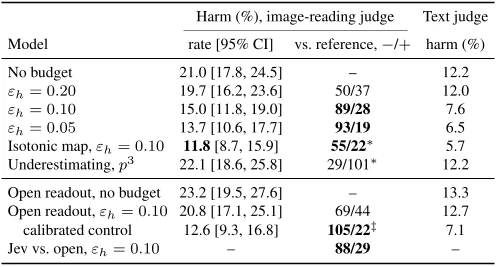 Harm (%), image-reading judge Text judge
Model rate [95% CI] vs. reference, −/+ harm (%)
No budget 21.0 [17.8, 24.5] – 12.2
εh = 0.20 19.7 [16.2, 23.6] 50/37 12.0
εh = 0.10 15.0 [11.8, 19.0] 89/28 7.6
εh = 0.05 13.7 [10.6, 17.7] 93/19 6.5
Isotonic map, εh = 0.10 11.8 [8.7, 15.9] 55/22* 5.7
Underestimating, p³ 22.1 [18.6, 25.8] 29/101* 12.2
Open readout, no budget 23.2 [19.5, 27.6] – 13.3
Open readout, εh = 0.10 20.8 [17.1, 25.1] 69/44 12.7
calibrated control 12.6 [9.3, 16.8] 105/22‡ 7.1
Jev vs. open, εh = 0.10 – 88/29 –